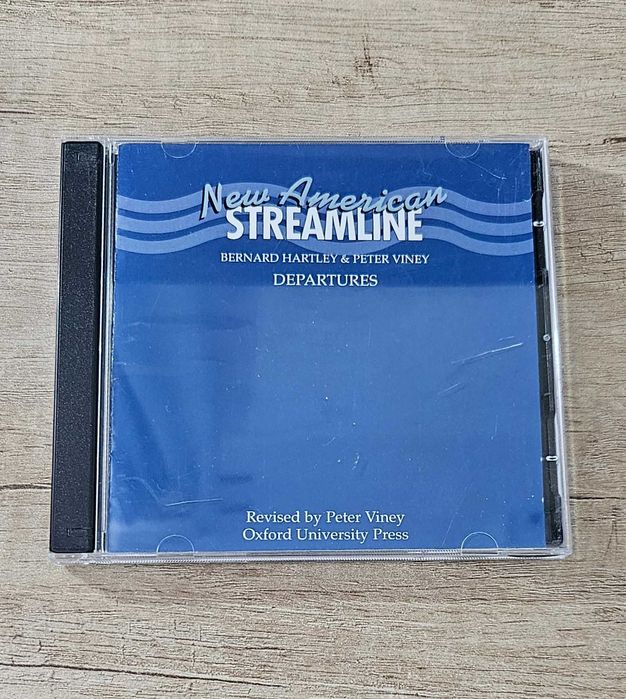 New American
STREAMLINE
BERNARD HARTLEY & PETER VINEY
DEPARTURES
Revised by Peter Viney
Oxford University Press